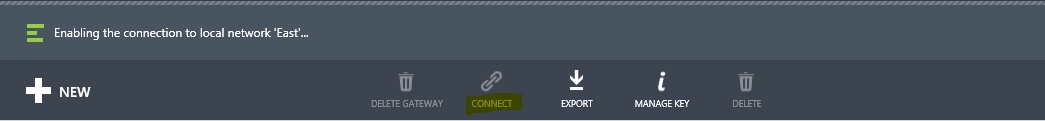 Enabling the connection to local network 'East'...
NEW
DELETE GATEWAY
CONNECT
EXPORT
MANAGE KEY
DELETE